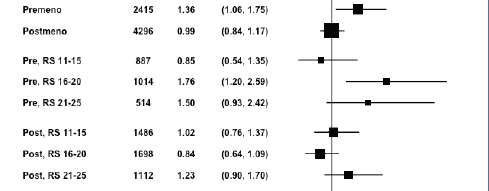 Premeno 2415 1.36 (1.06, 1.75)
Postmeno 4296 0.99 (0.84, 1.17)
Pre, RS 11-15 887 0.85 (0.54, 1.35)
Pre, RS 16-20 1014 1.76 (1.20, 2.59)
Pre, RS 21-25 514 1.50 (0.93, 2.42)
Post, RS 11-15 1486 1.02 (0.76, 1.37)
Post, RS 16-20 1698 0.84 (0.64, 1.09)
Post, RS 21-25 1112 1.23 (0.90, 1.70)